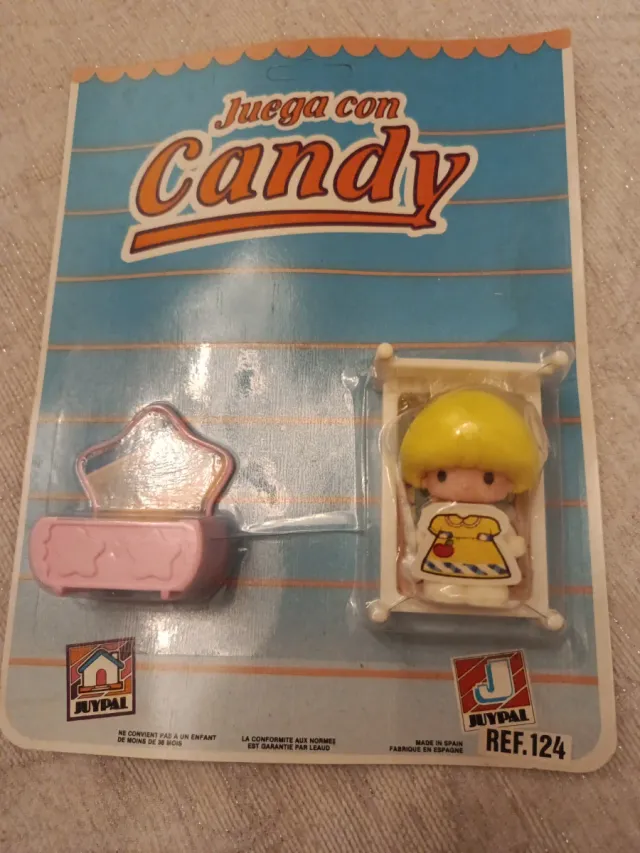 Juega con
Candy
JUYPAL
NE CONVIENT PAS A UN ENFANT
DE MOINS DE 36 MOIS
LA CONFORMITE AUX NORMES
EST GARANTIE PAR LEAUD
MADE IN SPAIN
FABRIQUE EN ESPAGNE
JUYPAL
REF.124